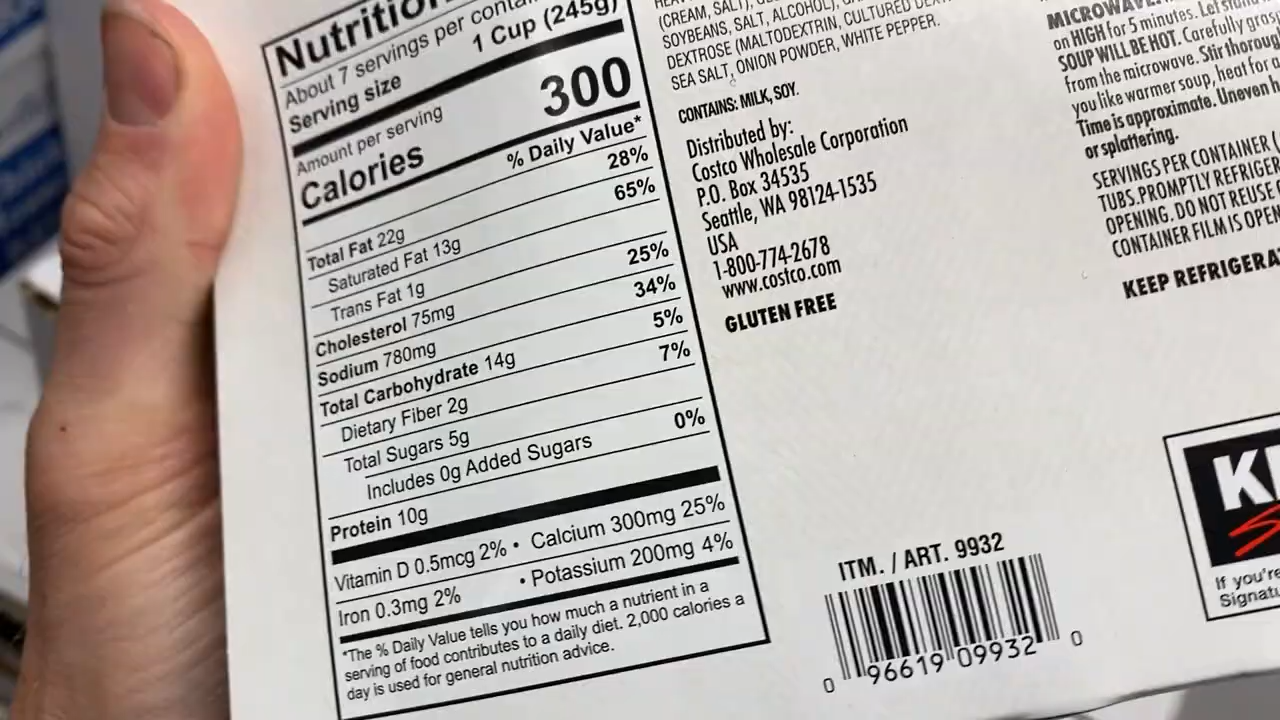 Nutrition
About 7 servings per
Serving size 1 Cup (245g)
Amount per serving
Calories 300
% Daily Value*
Total Fat 22g 28%
Saturated Fat 13g 65%
Trans Fat 1g
Cholesterol 75mg 25%
Sodium 780mg 34%
Total Carbohydrate 14g 5%
Dietary Fiber 2g 7%
Total Sugars 5g
Includes 0g Added Sugars 0%
Protein 10g
Vitamin D 0.5mcg 2% • Calcium 300mg 25%
Iron 0.3mg 2% • Potassium 200mg 4%
*The % Daily Value tells you how much a nutrient in a
serving of food contributes to a daily diet. 2,000 calories a
day is used for general nutrition advice.
(CREAM, SALT),
SOYBEANS, SALT, ALCOHOL),
DEXTROSE (MALTODEXTRIN, CULTURED
SEA SALT, ONION POWDER, WHITE PEPPER.
CONTAINS: MILK, SOY.
Distributed by:
Costco Wholesale Corporation
P.O. Box 34535
Seattle, WA 98124-1535
USA
1-800-774-2678
www.costco.com
GLUTEN FREE
ITM. / ART. 9932
0 96619 09932 0
MICROWAVE:
on HIGH for 5 minutes. Let stand
SOUP WILL BE HOT. Carefully
from the microwave. Stir
you like warmer soup, heat for
Time is approximate. Uneven
or splattering.
SERVINGS PER CONTAINER
TUBS. PROMPTLY
OPENING. DO NOT REUSE
CONTAINER FILM IS
KEEP
If you're